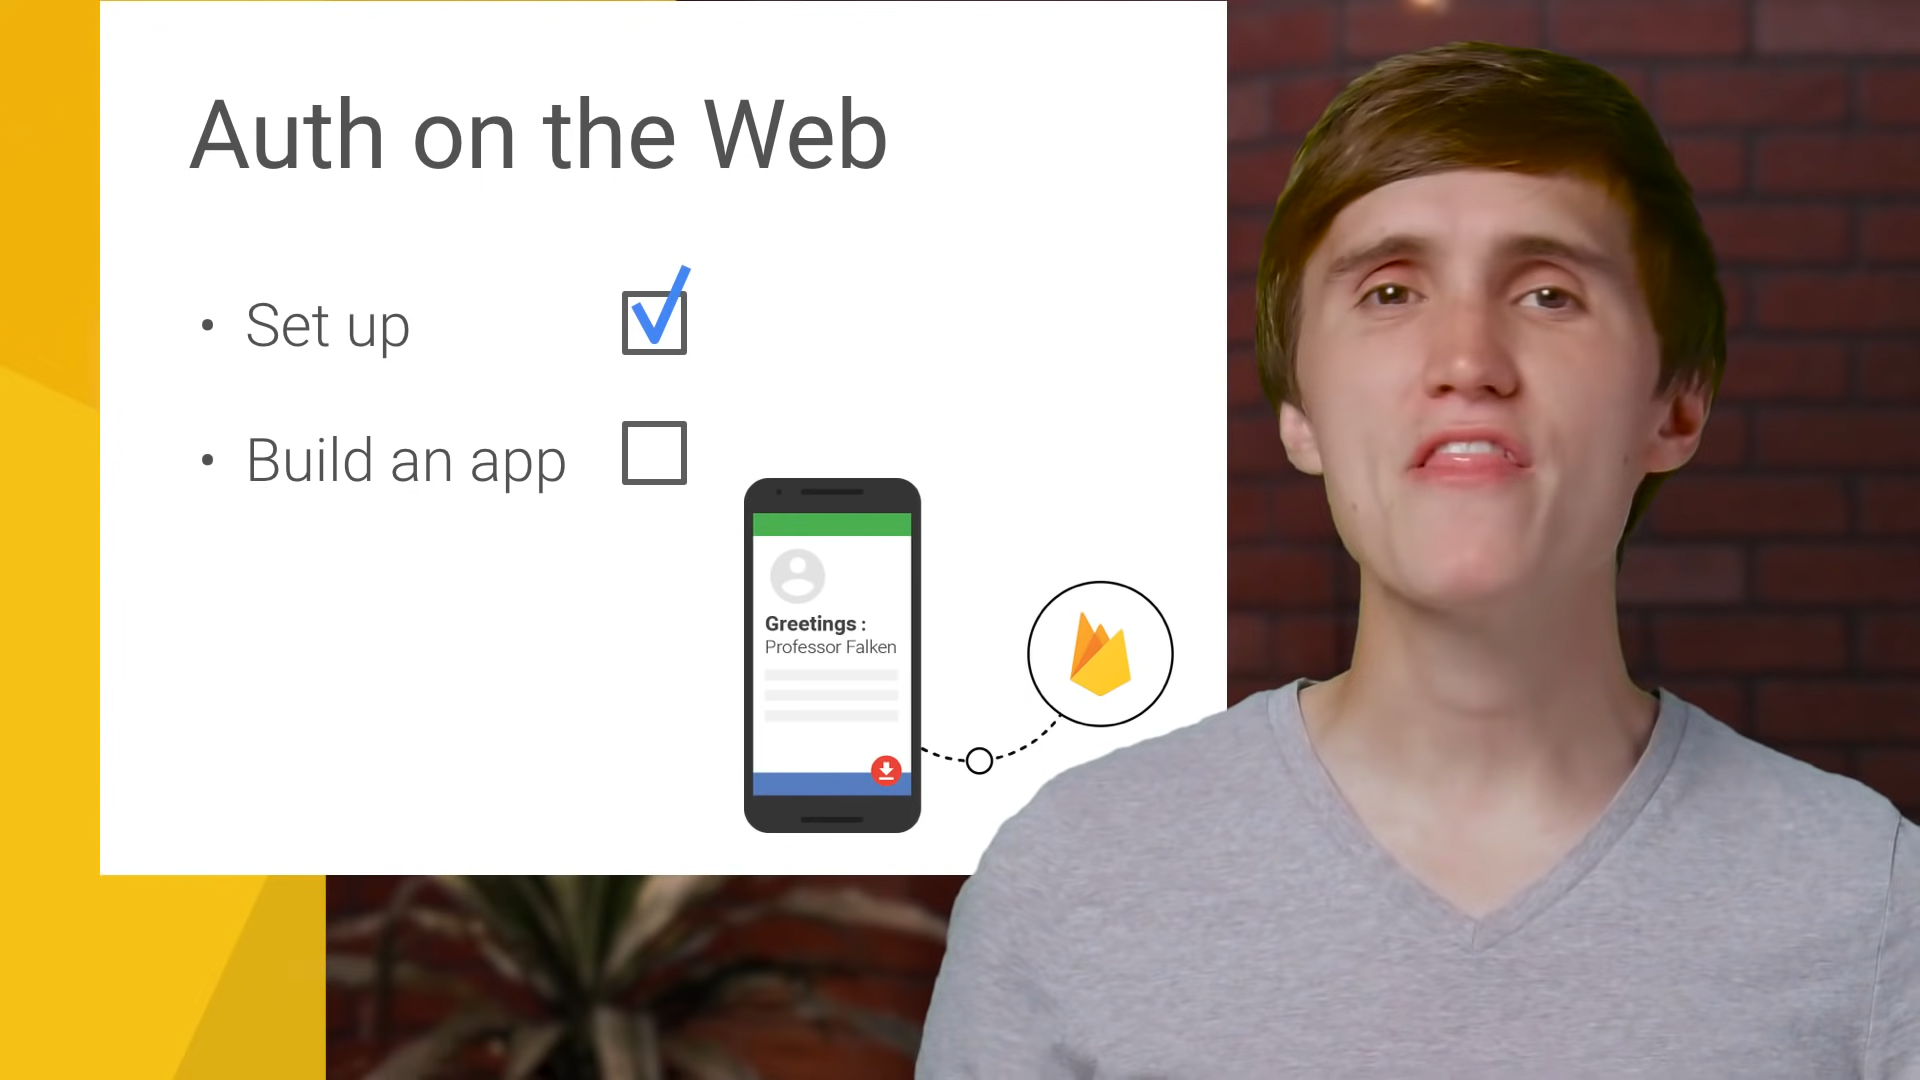 Auth on the Web
• Set up
• Build an app
Greetings :
Professor Falken